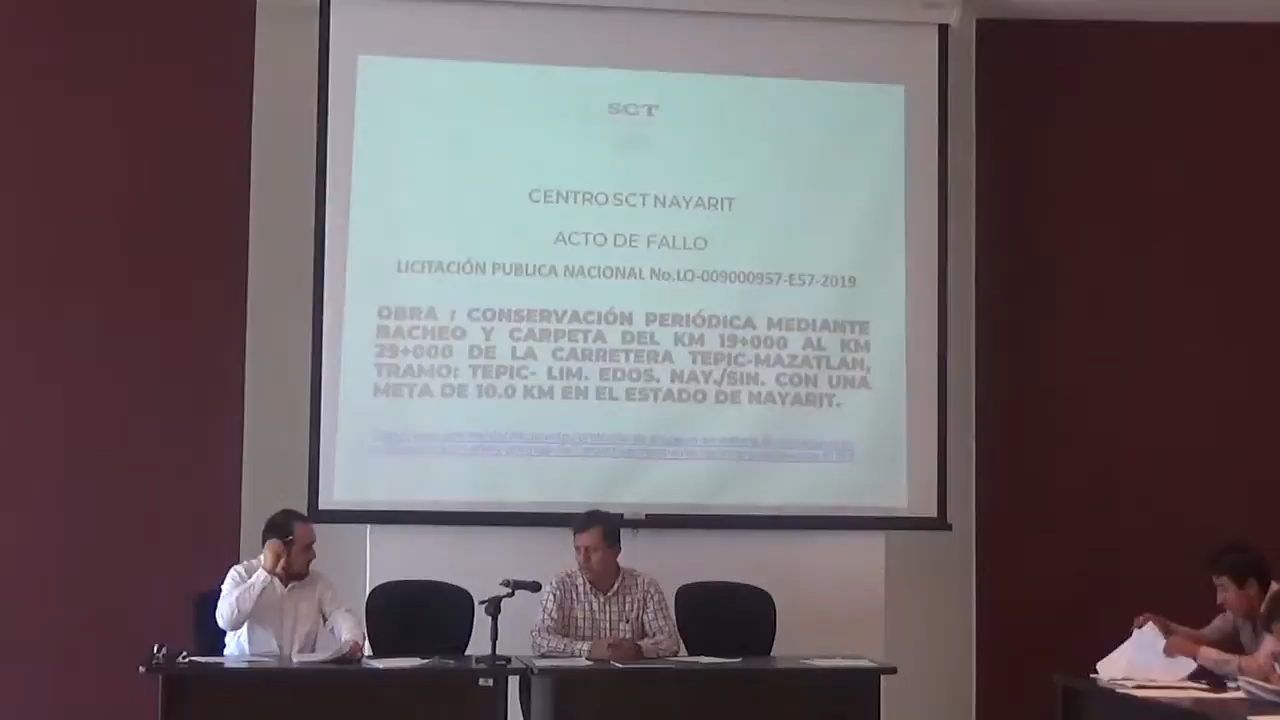 SCT
CENTRO SCT NAYARIT
ACTO DE FALLO
LICITACIÓN PUBLICA NACIONAL No.LO-009000957-E57-2019
OBRA : CONSERVACIÓN PERIÓDICA MEDIANTE
BACHEO Y CARPETA DEL KM 19+000 AL KM
29+000 DE LA CARRETERA TEPIC-MAZATLAN,
TRAMO: TEPIC- LIM. EDOS. NAY./SIN. CON UNA
META DE 10.0 KM EN EL ESTADO DE NAYARIT.